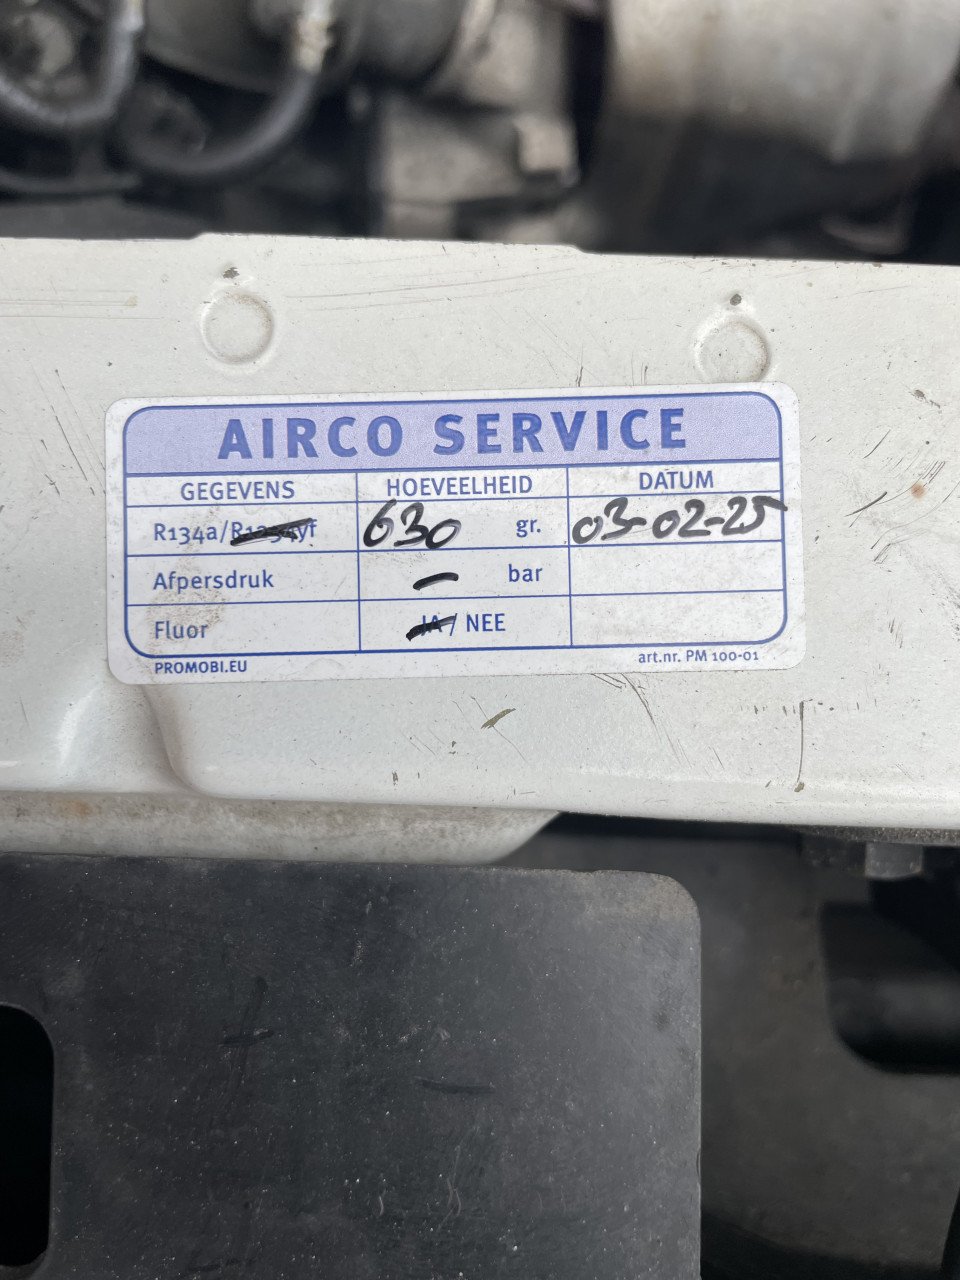 AIRCO SERVICE
GEGEVENS HOEVEELHEID DATUM
R134a/R1234yf 630 gr. 03-02-25
Afpersdruk – bar
Fluor JA / NEE
PROMOBI.EU art.nr. PM 100-01